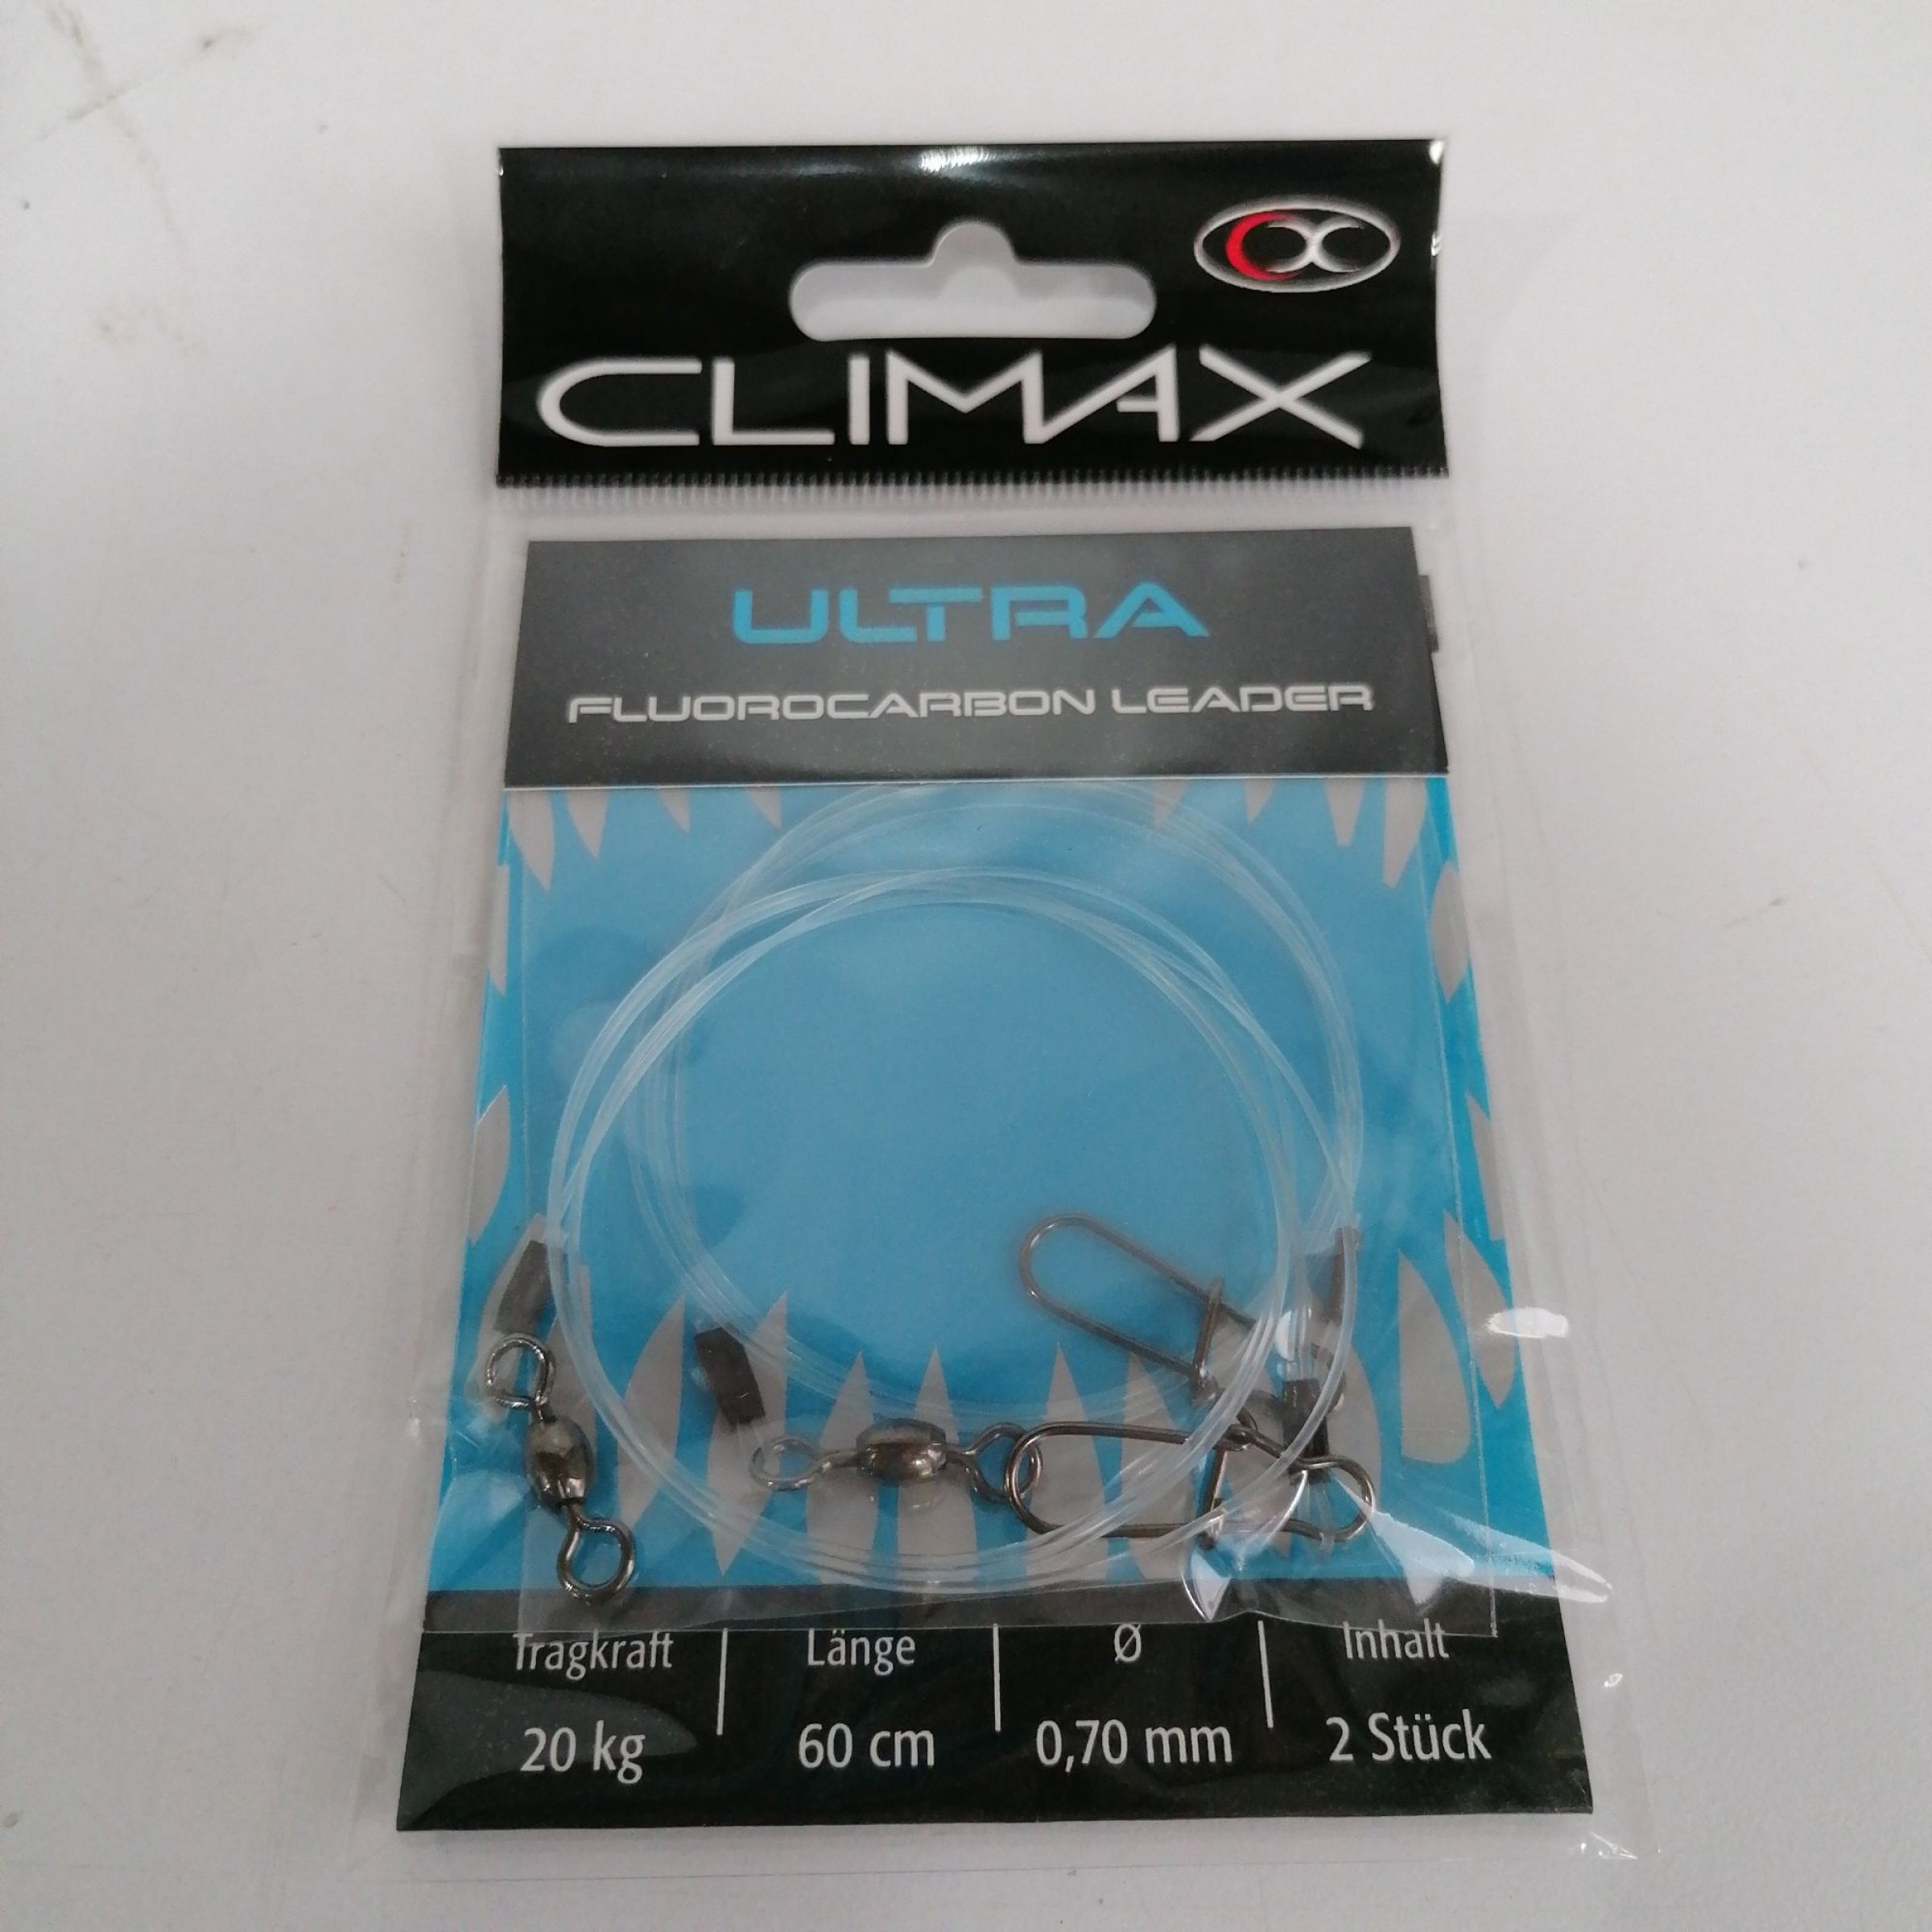 CLIMAX
ULTRA
FLUOROCARBON LEADER
Tragkraft Länge Ø Inhalt
20 kg 60 cm 0,70 mm 2 Stück